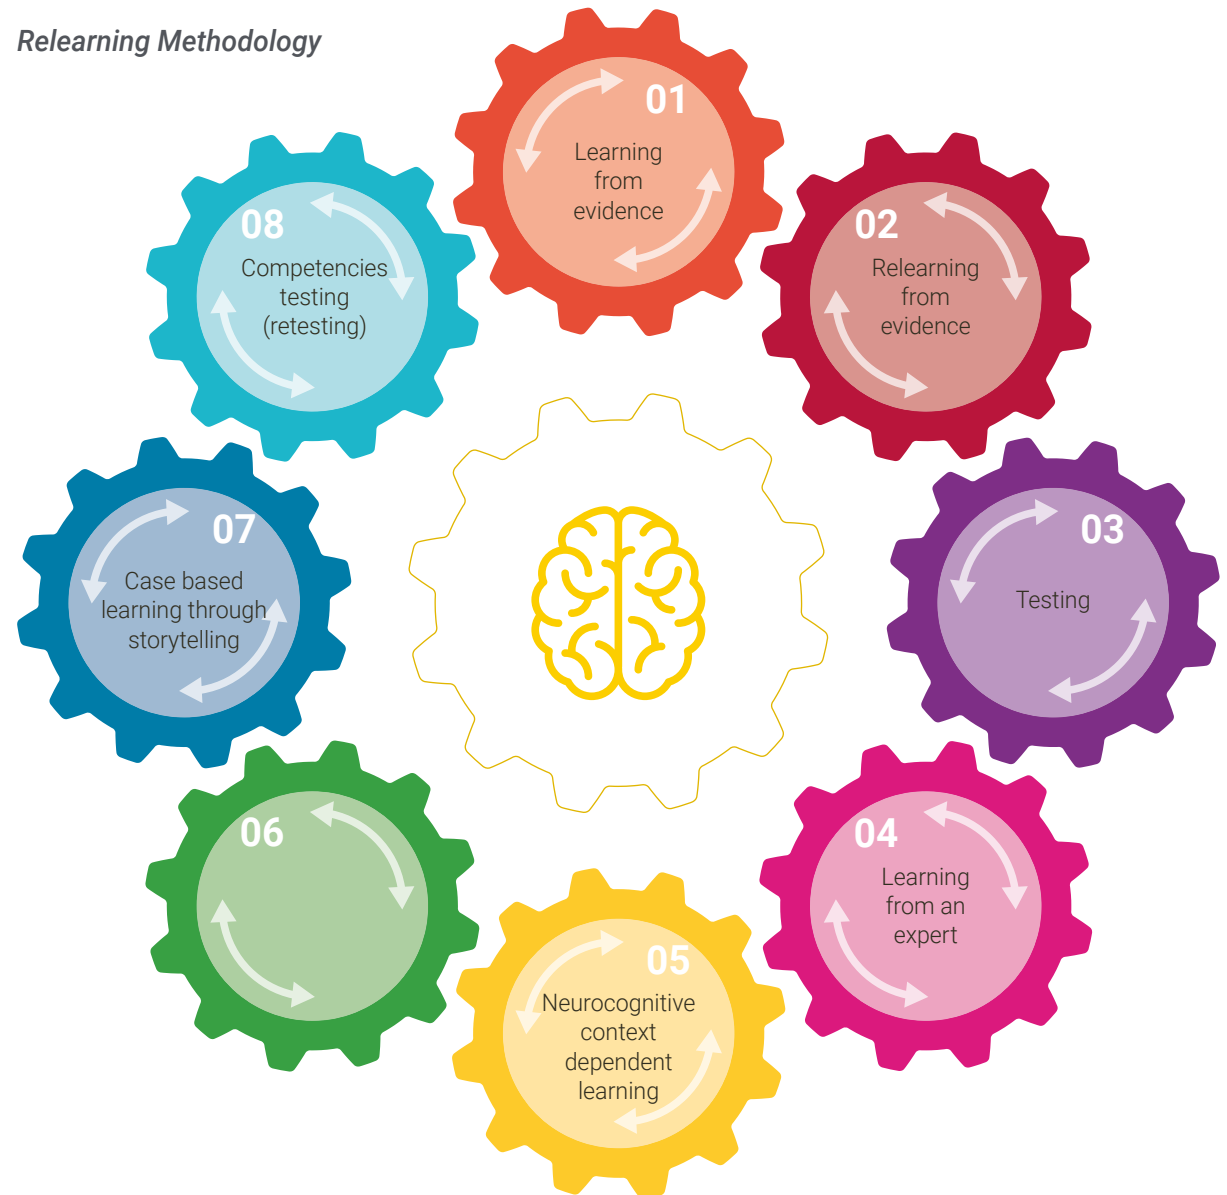 Relearning Methodology
01
Learning
from
evidence
02
Relearning
from
evidence
03
Testing
04
Learning
from an
expert
05
Neurocognitive
context
dependent
learning
06
07
Case based
learning through
storytelling
08
Competencies
testing
(retesting)